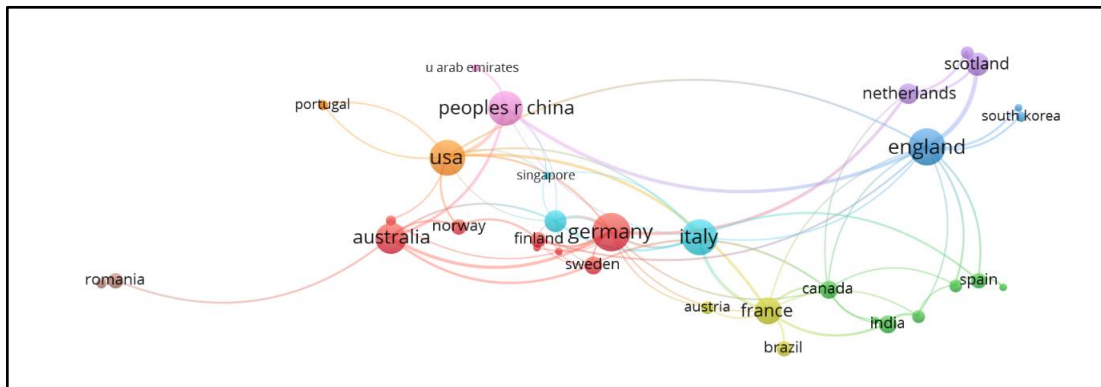 scotland
u arab emirates
netherlands
portugal
peoples r china
south korea
england
usa
singapore
norway
australia
finland
germany
italy
sweden
romania
canada
spain
austria
france
india
brazil